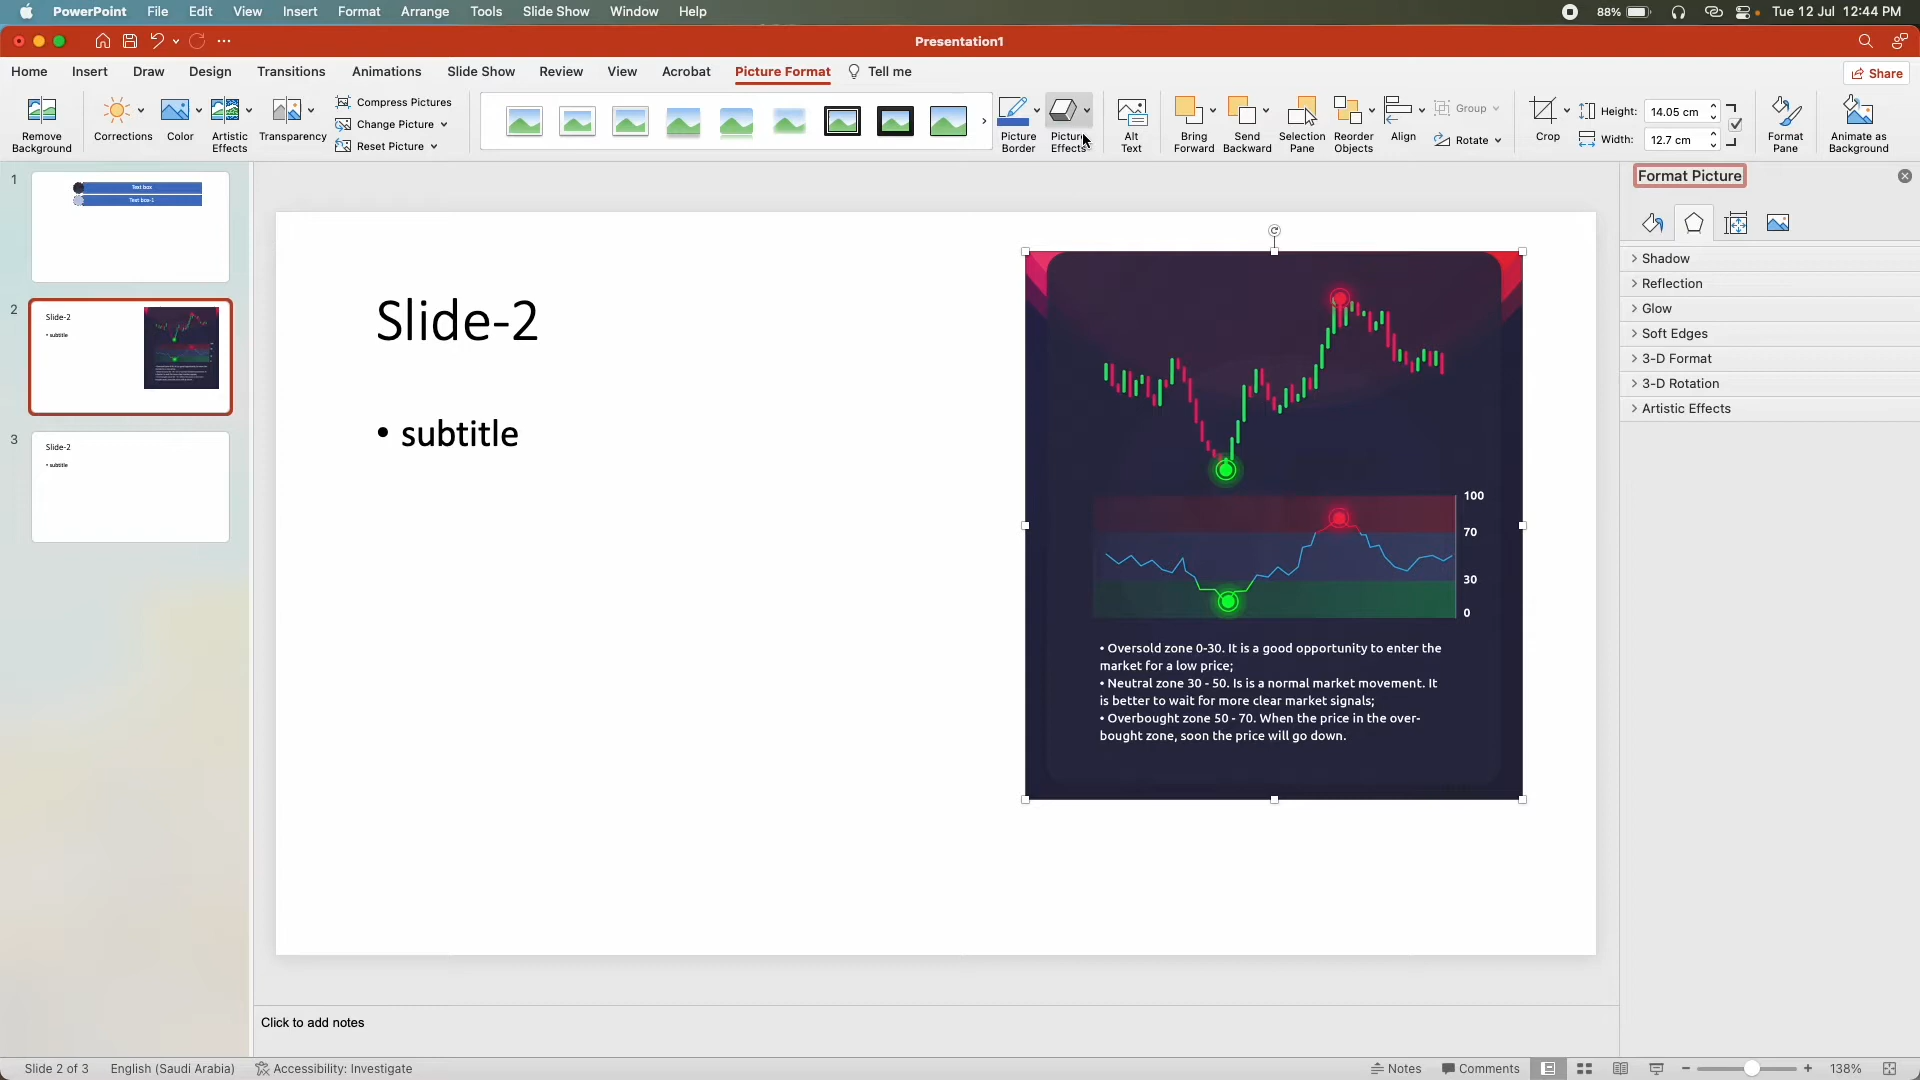 PowerPoint File Edit View Insert Format Arrange Tools Slide Show Window Help 88% Tue 12 Jul 12:44 PM
Presentation1
Home Insert Draw Design Transitions Animations Slide Show Review View Acrobat Picture Format Tell me Share
Remove Background
Corrections
Color
Artistic Effects
Transparency
Compress Pictures
Change Picture
Reset Picture
Picture Border
Picture Effects
Alt Text
Bring Forward
Send Backward
Selection Pane
Reorder Objects
Align
Group
Rotate
Crop
Height: 14.05 cm
Width: 12.7 cm
Format Pane
Animate as Background
1
Text box
Text box-1
2
Slide-2
• subtitle
3
Slide-2
• subtitle
Slide-2
• subtitle
100
70
30
0
• Oversold zone 0-30. It is a good opportunity to enter the
market for a low price;
• Neutral zone 30 - 50. Is is a normal market movement. It
is better to wait for more clear market signals;
• Overbought zone 50 - 70. When the price in the over-
bought zone, soon the price will go down.
Format Picture
Shadow
Reflection
Glow
Soft Edges
3-D Format
3-D Rotation
Artistic Effects
Click to add notes
Slide 2 of 3 English (Saudi Arabia) Accessibility: Investigate Notes Comments 138%